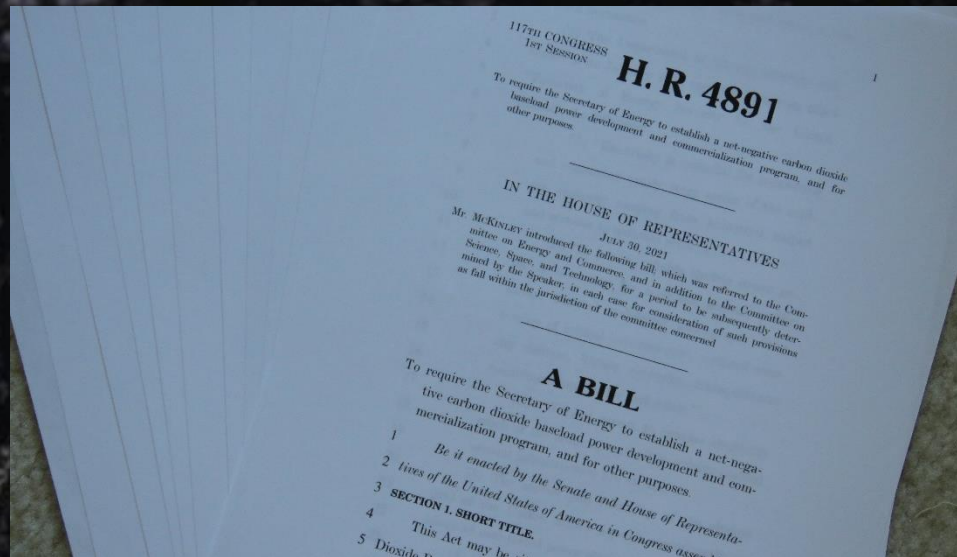 117TH CONGRESS
1ST SESSION
H. R. 4891
1
To require the Secretary of Energy to establish a net-negative carbon dioxide
baseload power development and commercialization program, and for
other purposes.
IN THE HOUSE OF REPRESENTATIVES
JULY 30, 2021
Mr. MCKINLEY introduced the following bill; which was referred to the Com-
mittee on Energy and Commerce, and in addition to the Committee on
Science, Space, and Technology, for a period to be subsequently deter-
mined by the Speaker, in each case for consideration of such provisions
as fall within the jurisdiction of the committee concerned
A BILL
To require the Secretary of Energy to establish a net-nega-
tive carbon dioxide baseload power development and com-
mercialization program, and for other purposes.
1 Be it enacted by the Senate and House of Representa-
2 tives of the United States of America in Congress
3 SECTION 1. SHORT TITLE.
4 This Act may be
5 Dioxide